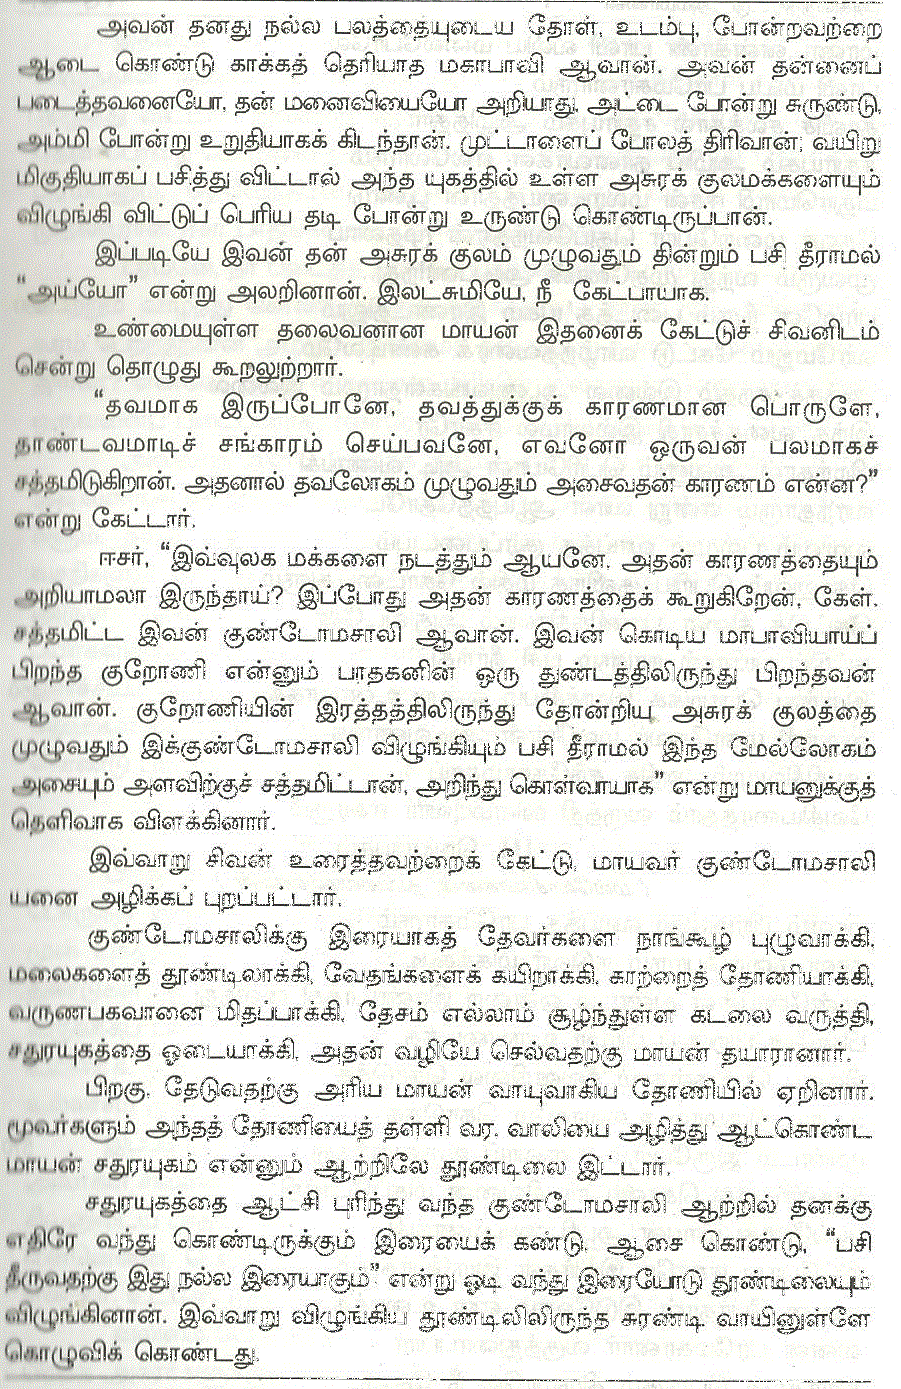 அவன் தனது நல்ல பலத்தையுடைய தோள், உடம்பு, போன்றவற்றை
ஆடை கொண்டு காக்கத் தெரியாத மகாபாவி ஆவான். அவன் தன்னைப்
படைத்தவனையோ, தன் மனைவியையோ அறியாது, அட்டை போன்று சுருண்டு,
அம்மி போன்று உறுதியாகக் கிடந்தான். முட்டாளைப் போலத் திரிவான்; வயிறு
மிகுதியாகப் பசித்து விட்டால் அந்த யுகத்தில் உள்ள அசுரக் குலமக்களையும்
விழுங்கி விட்டுப் பெரிய தடி போன்று உருண்டு கொண்டிருப்பான்.
இப்படியே இவன் தன் அசுரக் குலம் முழுவதும் தின்றும் பசி தீராமல்
“அய்யோ” என்று அலறினான். இலட்சுமியே, நீ கேட்பாயாக.
உண்மையுள்ள தலைவனான மாயன் இதனைக் கேட்டுச் சிவனிடம்
சென்று தொழுது கூறலுற்றார்.
“தவமாக இருப்போனே, தவத்துக்குக் காரணமான பொருளே,
தாண்டவமாடிச் சங்காரம் செய்பவனே, எவனோ ஒருவன் பலமாகச்
சத்தமிடுகிறான். அதனால் தவலோகம் முழுவதும் அசைவதன் காரணம் என்ன?”
என்று கேட்டார்.
ஈசர், “இவ்வுலக மக்களை நடத்தும் ஆயனே. அதன் காரணத்தையும்
அறியாமலா இருந்தாய்? இப்போது அதன் காரணத்தைக் கூறுகிறேன், கேள்.
சத்தமிட்ட இவன் குண்டோமசாலி ஆவான். இவன் கொடிய மாபாவியாய்ப்
பிறந்த குறோணி என்னும் பாதகனின் ஒரு துண்டத்திலிருந்து பிறந்தவன்
ஆவான். குறோணியின் இரத்தத்திலிருந்து தோன்றிய அசுரக் குலத்தை
முழுவதும் இக்குண்டோமசாலி விழுங்கியும் பசி தீராமல் இந்த மேல்லோகம்
அசையும் அளவிற்குச் சத்தமிட்டான், அறிந்து கொள்வாயாக” என்று மாயனுக்குத்
தெளிவாக விளக்கினார்.
இவ்வாறு சிவன் உரைத்தவற்றைக் கேட்டு, மாயவர் குண்டோமசாலி
யனை அழிக்கப் புறப்பட்டார்.
குண்டோமசாலிக்கு இரையாகத் தேவர்களை நாங்கூழ் புழுவாக்கி,
மலைகளைத் தூண்டிலாக்கி, வேதங்களைக் கயிறாக்கி, காற்றைத் தோணியாக்கி,
வருணபகவானை மிதப்பாக்கி, தேசம் எல்லாம் சூழ்ந்துள்ள கடலை வருத்தி,
சதுரயுகத்தை ஓடையாக்கி, அதன் வழியே செல்வதற்கு மாயன் தயாரானார்.
பிறகு, தேடுவதற்கு அரிய மாயன் வாயுவாகிய தோணியில் ஏறினார்.
மூவர்களும் அந்தத் தோணியைத் தள்ளி வர, வாலியை அழித்து ஆட்கொண்ட
மாயன் சதுரயுகம் என்னும் ஆற்றிலே தூண்டிலை இட்டார்.
சதுரயுகத்தை ஆட்சி புரிந்து வந்த குண்டோமசாலி ஆற்றில் தனக்கு
எதிரே வந்து கொண்டிருக்கும் இரையைக் கண்டு, ஆசை கொண்டு, “பசி
தீருவதற்கு இது நல்ல இரையாகும்” என்று ஓடி வந்து இரையோடு தூண்டிலையும்
விழுங்கினான். இவ்வாறு விழுங்கிய தூண்டிலிலிருந்த சுரண்டி வாயினுள்ளே
கொழுவிக் கொண்டது.